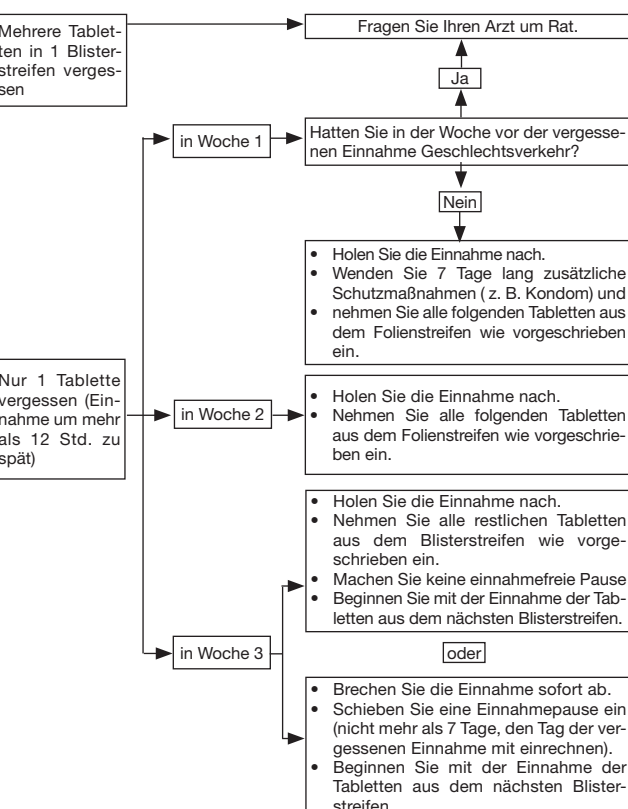 Mehrere Tablet-
ten in 1 Blister-
streifen verges-
sen
Fragen Sie Ihren Arzt um Rat.
Ja
in Woche 1
Hatten Sie in der Woche vor der vergesse-
nen Einnahme Geschlechtsverkehr?
Nein
• Holen Sie die Einnahme nach.
• Wenden Sie 7 Tage lang zusätzliche
Schutzmaßnahmen ( z. B. Kondom) und
• nehmen Sie alle folgenden Tabletten aus
dem Folienstreifen wie vorgeschrieben
ein.
Nur 1 Tablette
vergessen (Ein-
nahme um mehr
als 12 Std. zu
spät)
in Woche 2
• Holen Sie die Einnahme nach.
• Nehmen Sie alle folgenden Tabletten
aus dem Folienstreifen wie vorgeschrie-
ben ein.
• Holen Sie die Einnahme nach.
• Nehmen Sie alle restlichen Tabletten
aus dem Blisterstreifen wie vorge-
schrieben ein.
• Machen Sie keine einnahmefreie Pause
• Beginnen Sie mit der Einnahme der Tab-
letten aus dem nächsten Blisterstreifen.
in Woche 3
oder
• Brechen Sie die Einnahme sofort ab.
• Schieben Sie eine Einnahmepause ein
(nicht mehr als 7 Tage, den Tag der ver-
gessenen Einnahme mit einrechnen).
• Beginnen Sie mit der Einnahme der
Tabletten aus dem nächsten Blister-
streifen